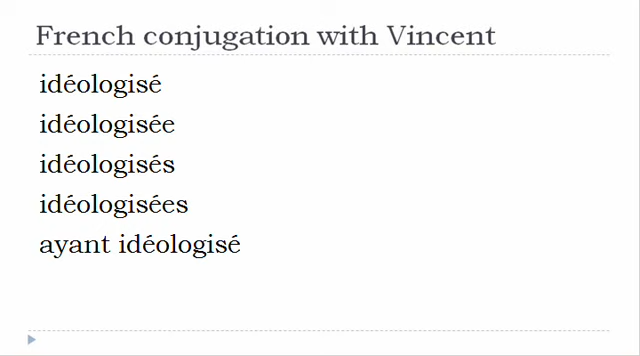 French conjugation with Vincent
idéologisé
idéologisée
idéologisés
idéologisées
ayant idéologisé